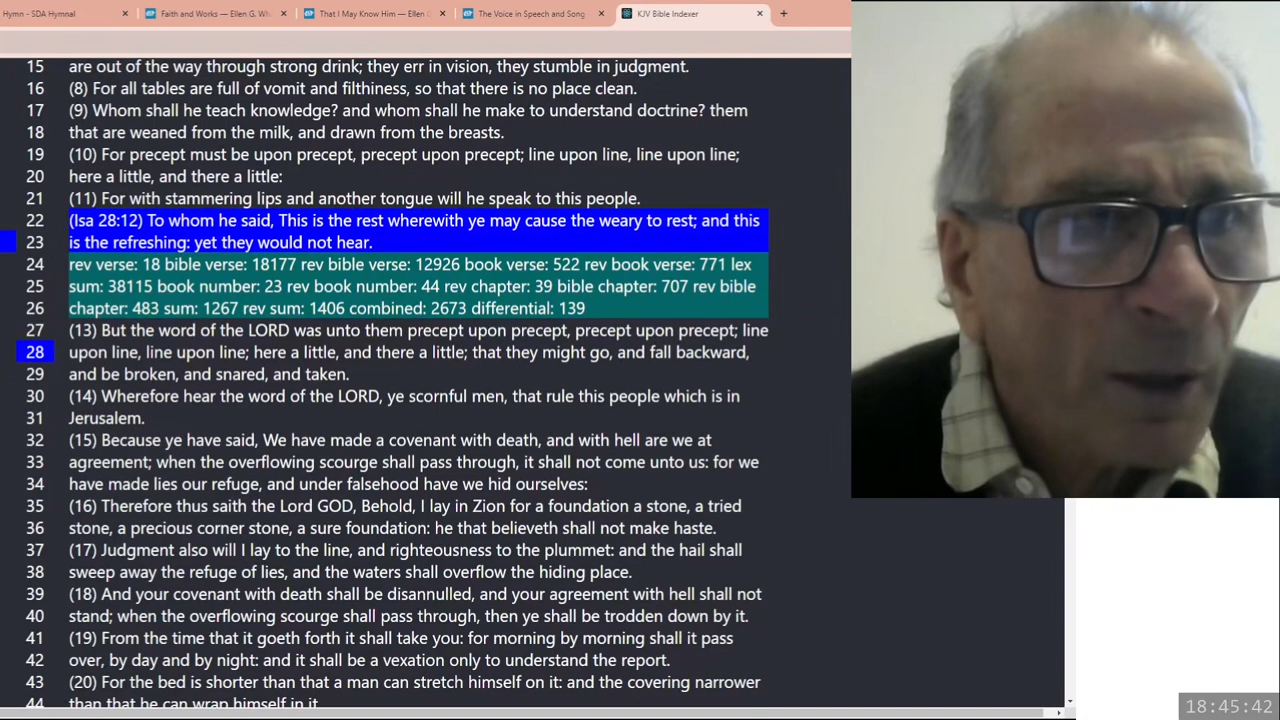 Hymn - SDA Hymnal × Faith and Works — Ellen G. Wh × That I May Know Him — Ellen × The Voice in Speech and Song × KJV Bible Indexer × +
15 are out of the way through strong drink; they err in vision, they stumble in judgment.
16 (8) For all tables are full of vomit and filthiness, so that there is no place clean.
17 (9) Whom shall he teach knowledge? and whom shall he make to understand doctrine? them
18 that are weaned from the milk, and drawn from the breasts.
19 (10) For precept must be upon precept, precept upon precept; line upon line, line upon line;
20 here a little, and there a little:
21 (11) For with stammering lips and another tongue will he speak to this people.
22 (Isa 28:12) To whom he said, This is the rest wherewith ye may cause the weary to rest; and this
23 is the refreshing: yet they would not hear.
24 rev verse: 18 bible verse: 18177 rev bible verse: 12926 book verse: 522 rev book verse: 771 lex
25 sum: 38115 book number: 23 rev book number: 44 rev chapter: 39 bible chapter: 707 rev bible
26 chapter: 483 sum: 1267 rev sum: 1406 combined: 2673 differential: 139
27 (13) But the word of the LORD was unto them precept upon precept, precept upon precept; line
28 upon line, line upon line; here a little, and there a little; that they might go, and fall backward,
29 and be broken, and snared, and taken.
30 (14) Wherefore hear the word of the LORD, ye scornful men, that rule this people which is in
31 Jerusalem.
32 (15) Because ye have said, We have made a covenant with death, and with hell are we at
33 agreement; when the overflowing scourge shall pass through, it shall not come unto us: for we
34 have made lies our refuge, and under falsehood have we hid ourselves:
35 (16) Therefore thus saith the Lord GOD, Behold, I lay in Zion for a foundation a stone, a tried
36 stone, a precious corner stone, a sure foundation: he that believeth shall not make haste.
37 (17) Judgment also will I lay to the line, and righteousness to the plummet: and the hail shall
38 sweep away the refuge of lies, and the waters shall overflow the hiding place.
39 (18) And your covenant with death shall be disannulled, and your agreement with hell shall not
40 stand; when the overflowing scourge shall pass through, then ye shall be trodden down by it.
41 (19) From the time that it goeth forth it shall take you: for morning by morning shall it pass
42 over, by day and by night: and it shall be a vexation only to understand the report.
43 (20) For the bed is shorter than that a man can stretch himself on it: and the covering narrower
44 than that he can wrap himself in it
18:45:42